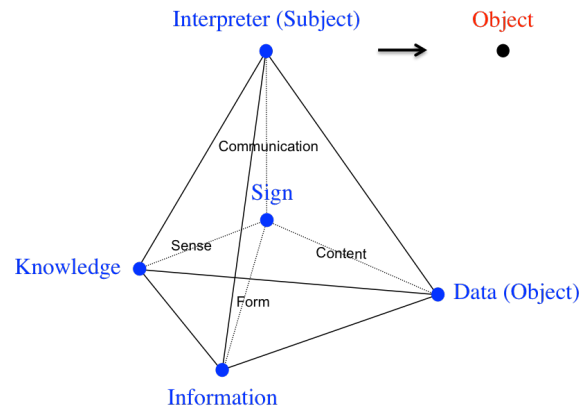 Interpreter (Subject)
Object
Communication
Sign
Sense
Content
Knowledge
Data (Object)
Form
Information